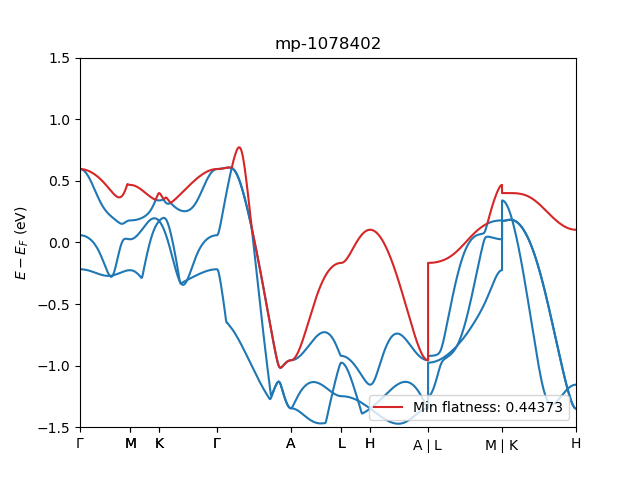 mp-1078402
E − E_F (eV)
1.5
1.0
0.5
0.0
−0.5
−1.0
−1.5
Min flatness: 0.44373
Γ M K Γ A L H A | L M | K H